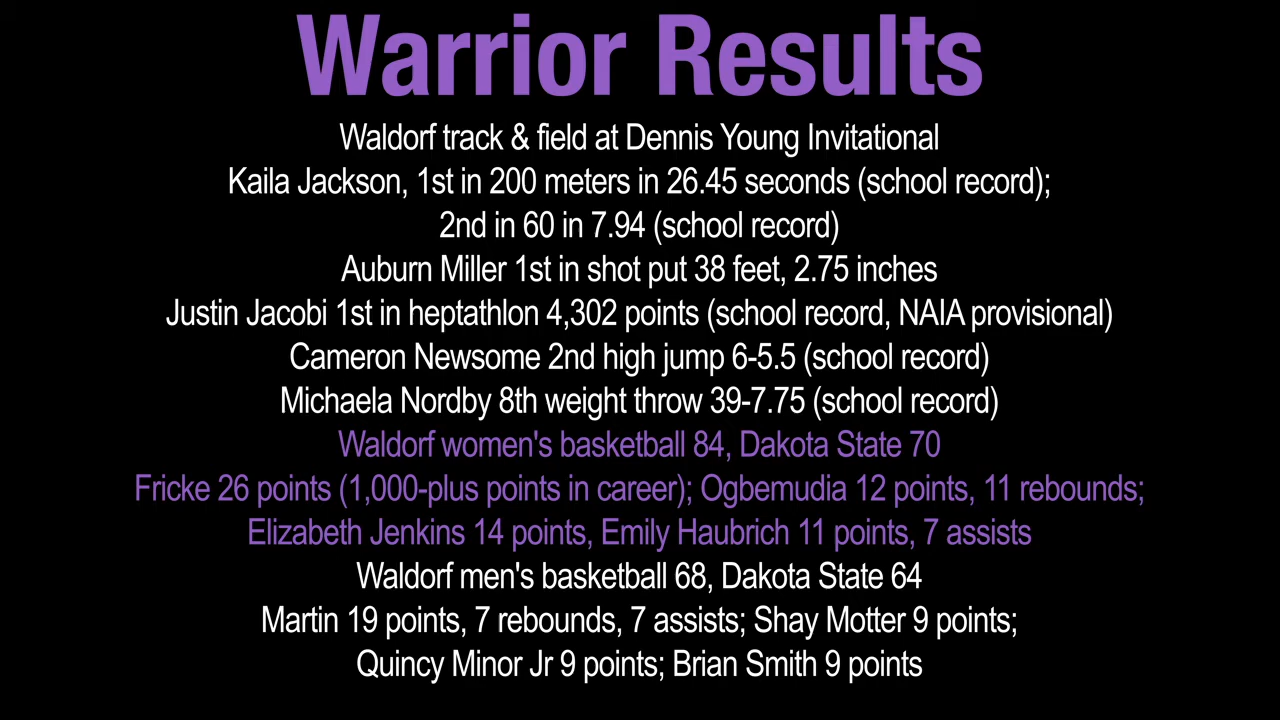 Warrior Results
Waldorf track & field at Dennis Young Invitational
Kaila Jackson, 1st in 200 meters in 26.45 seconds (school record);
2nd in 60 in 7.94 (school record)
Auburn Miller 1st in shot put 38 feet, 2.75 inches
Justin Jacobi 1st in heptathlon 4,302 points (school record, NAIA provisional)
Cameron Newsome 2nd high jump 6-5.5 (school record)
Michaela Nordby 8th weight throw 39-7.75 (school record)
Waldorf women's basketball 84, Dakota State 70
Fricke 26 points (1,000-plus points in career); Ogbemudia 12 points, 11 rebounds;
Elizabeth Jenkins 14 points, Emily Haubrich 11 points, 7 assists
Waldorf men's basketball 68, Dakota State 64
Martin 19 points, 7 rebounds, 7 assists; Shay Motter 9 points;
Quincy Minor Jr 9 points; Brian Smith 9 points